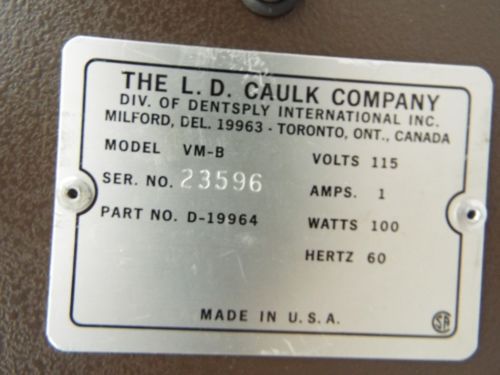 THE L. D. CAULK COMPANY
DIV. OF DENTSPLY INTERNATIONAL INC.
MILFORD, DEL. 19963 - TORONTO, ONT., CANADA
MODEL VM-B VOLTS 115
SER. NO. 23596 AMPS. 1
PART NO. D-19964 WATTS 100
HERTZ 60
MADE IN U.S.A.